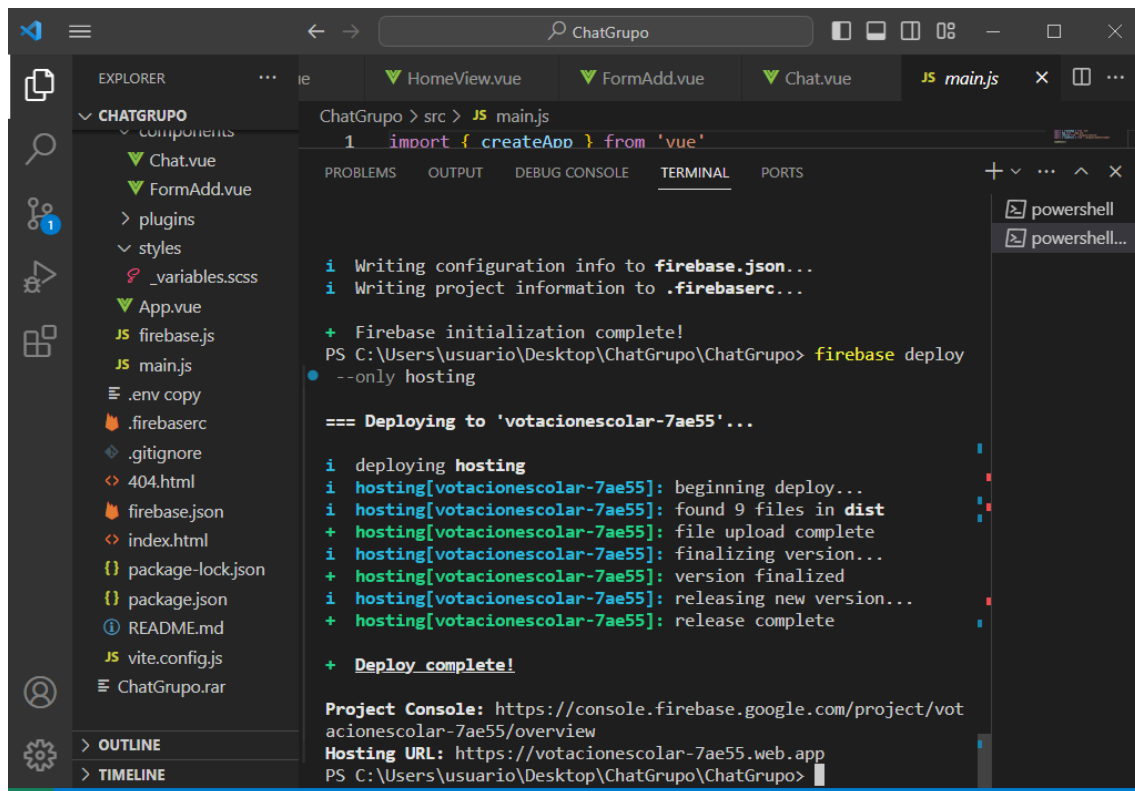 ChatGrupo
EXPLORER
HomeView.vue
FormAdd.vue
Chat.vue
JS main.js
CHATGRUPO
components
Chat.vue
FormAdd.vue
plugins
styles
_variables.scss
App.vue
JS firebase.js
JS main.js
.env copy
.firebaserc
.gitignore
404.html
firebase.json
index.html
{} package-lock.json
{} package.json
README.md
JS vite.config.js
ChatGrupo.rar
OUTLINE
TIMELINE
1
ChatGrupo > src > JS main.js
1 import { createApp } from 'vue'
PROBLEMS OUTPUT DEBUG CONSOLE TERMINAL PORTS
powershell
powershell...
i Writing configuration info to firebase.json...
i Writing project information to .firebaserc...
+ Firebase initialization complete!
PS C:\Users\usuario\Desktop\ChatGrupo\ChatGrupo> firebase deploy
--only hosting
=== Deploying to 'votacionescolar-7ae55'...
i deploying hosting
i hosting[votacionescolar-7ae55]: beginning deploy...
i hosting[votacionescolar-7ae55]: found 9 files in dist
+ hosting[votacionescolar-7ae55]: file upload complete
i hosting[votacionescolar-7ae55]: finalizing version...
+ hosting[votacionescolar-7ae55]: version finalized
i hosting[votacionescolar-7ae55]: releasing new version...
+ hosting[votacionescolar-7ae55]: release complete
+ Deploy complete!
Project Console: https://console.firebase.google.com/project/vot
acionescolar-7ae55/overview
Hosting URL: https://votacionescolar-7ae55.web.app
PS C:\Users\usuario\Desktop\ChatGrupo\ChatGrupo>